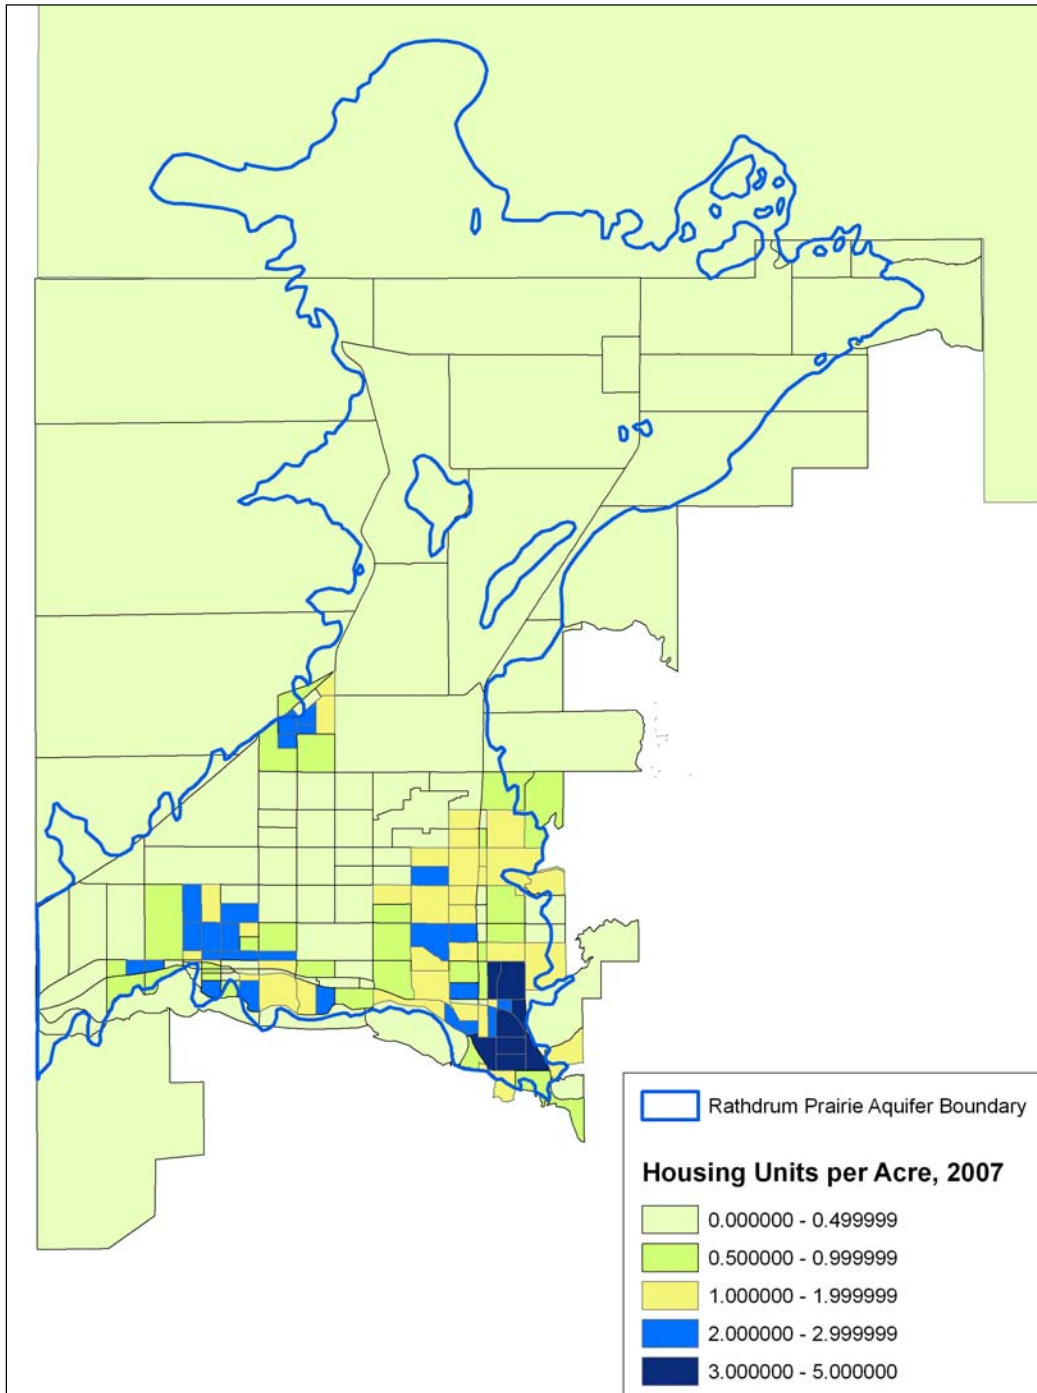 Rathdrum Prairie Aquifer Boundary
Housing Units per Acre, 2007
0.000000 - 0.499999
0.500000 - 0.999999
1.000000 - 1.999999
2.000000 - 2.999999
3.000000 - 5.000000